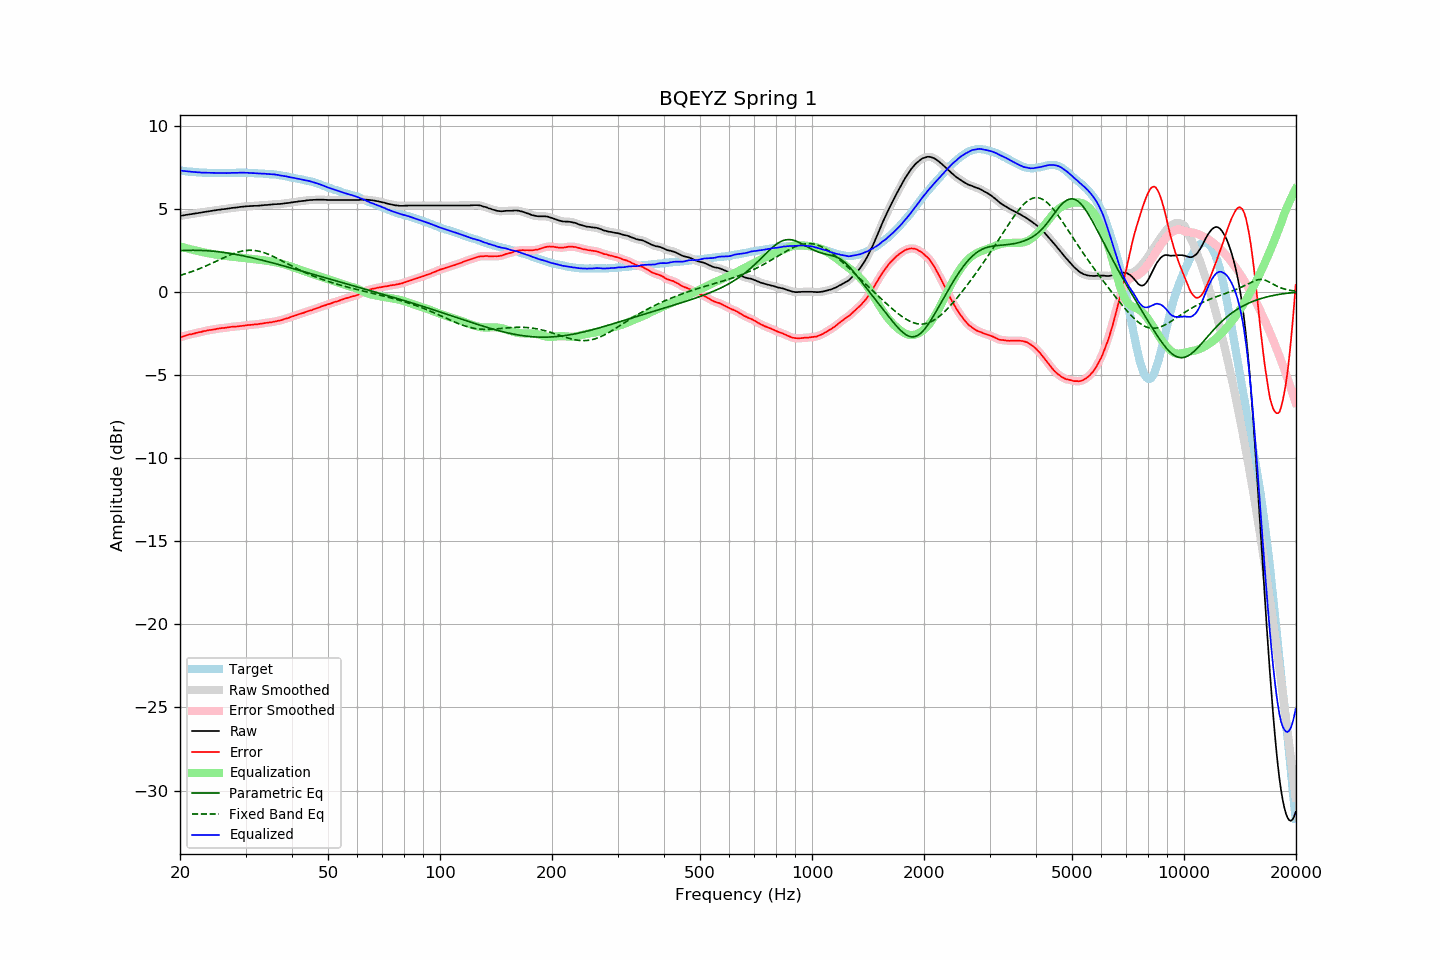 BQEYZ Spring 1
10
5
0
−5
−10
−15
−20
−25
−30
Amplitude (dBr)
Target
Raw Smoothed
Error Smoothed
Raw
Error
Equalization
Parametric Eq
Fixed Band Eq
Equalized
20 50 100 200 500 1000 2000 5000 10000 20000
Frequency (Hz)